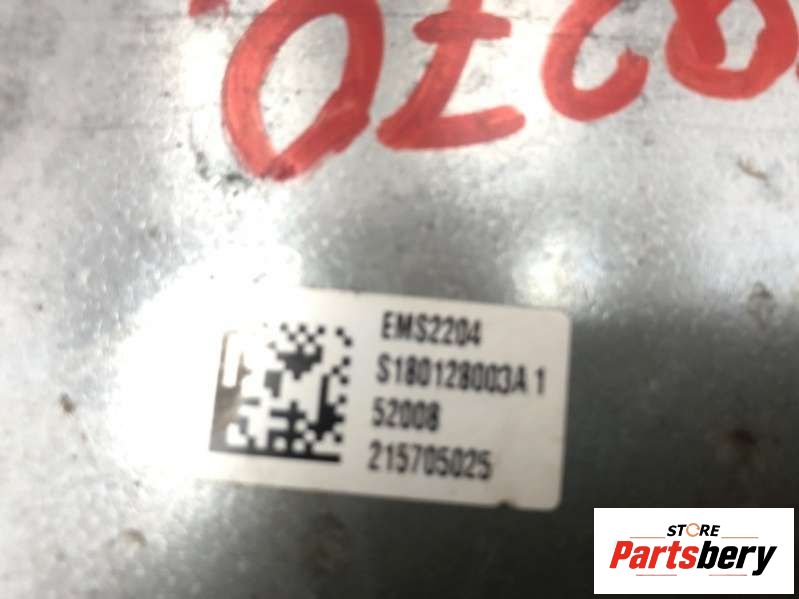 EMS2204
S180128003A 1
52008
215705025
STORE
Partsbery